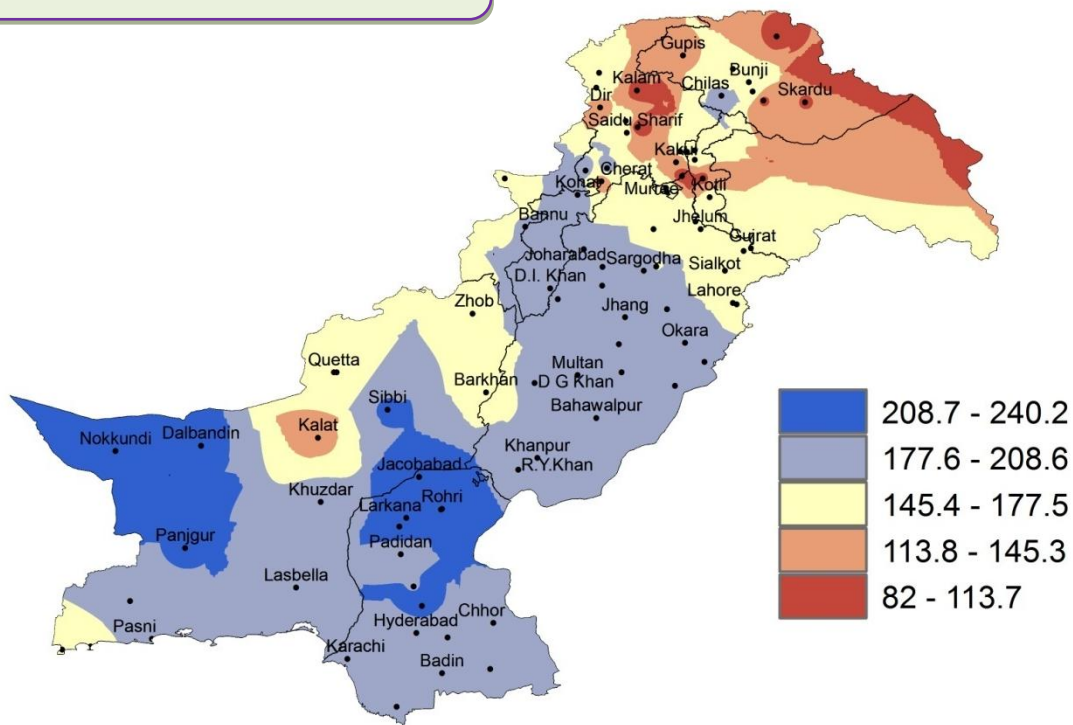 Gupis
Bunji
Kalam
Chilas
Skardu
Dir
Saidu Sharif
Cherat
Kohat
Murree
Kotli
Bannu
Jhelum
Gujrat
Joharabad
Sargodha
Sialkot
D.I. Khan
Lahore
Zhob
Jhang
Okara
Quetta
Multan
Barkhan
D G Khan
Sibbi
Bahawalpur
Kalat
Nokkundi
Dalbandin
Khanpur
Jacobabad
R.Y.Khan
Khuzdar
Larkana
Rohri
Panjgur
Padidan
Lasbella
Chhor
Pasni
Hyderabad
Karachi
Badin
208.7 - 240.2
177.6 - 208.6
145.4 - 177.5
113.8 - 145.3
82 - 113.7